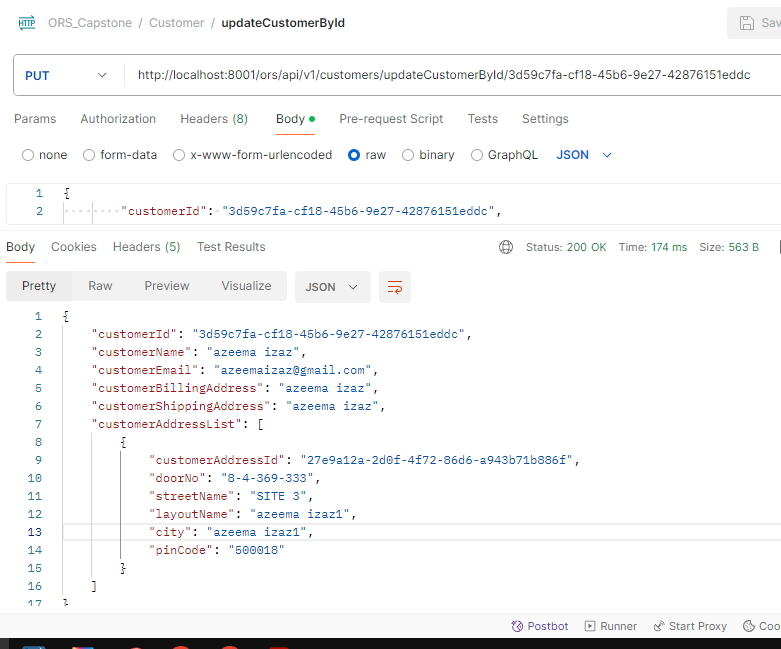 HTTP ORS_Capstone / Customer / updateCustomerById
PUT http://localhost:8001/ors/api/v1/customers/updateCustomerById/3d59c7fa-cf18-45b6-9e27-42876151eddc
Params Authorization Headers (8) Body Pre-request Script Tests Settings
none form-data x-www-form-urlencoded raw binary GraphQL JSON
1 {
2 "customerId": "3d59c7fa-cf18-45b6-9e27-42876151eddc",
Body Cookies Headers (5) Test Results Status: 200 OK Time: 174 ms Size: 563 B
Pretty Raw Preview Visualize JSON
1 {
2 "customerId": "3d59c7fa-cf18-45b6-9e27-42876151eddc",
3 "customerName": "azeema izaz",
4 "customerEmail": "azeemaizaz@gmail.com",
5 "customerBillingAddress": "azeema izaz",
6 "customerShippingAddress": "azeema izaz",
7 "customerAddressList": [
8 {
9 "customerAddressId": "27e9a12a-2d0f-4f72-86d6-a943b71b886f",
10 "doorNo": "8-4-369-333",
11 "streetName": "SITE 3",
12 "layoutName": "azeema izaz1",
13 "city": "azeema izaz1",
14 "pinCode": "500018"
15 }
16 ]
17 }
Postbot Runner Start Proxy